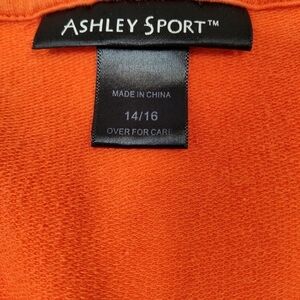 ASHLEY SPORT™
MADE IN CHINA
14/16
OVER FOR CARE